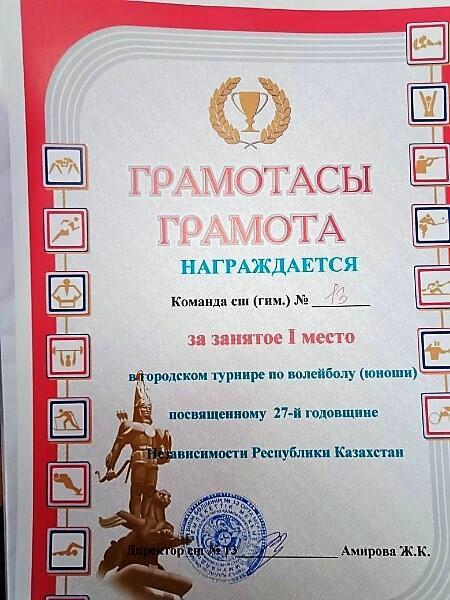 ГРАМОТАСЫ
ГРАМОТА
НАГРАЖДАЕТСЯ
Команда сш (гим.) № 13
за занятое I место
в городском турнире по волейболу (юноши)
посвященному 27-й годовщине
Независимости Республики Казахстан
Директор сш № 13 Амирова Ж.К.